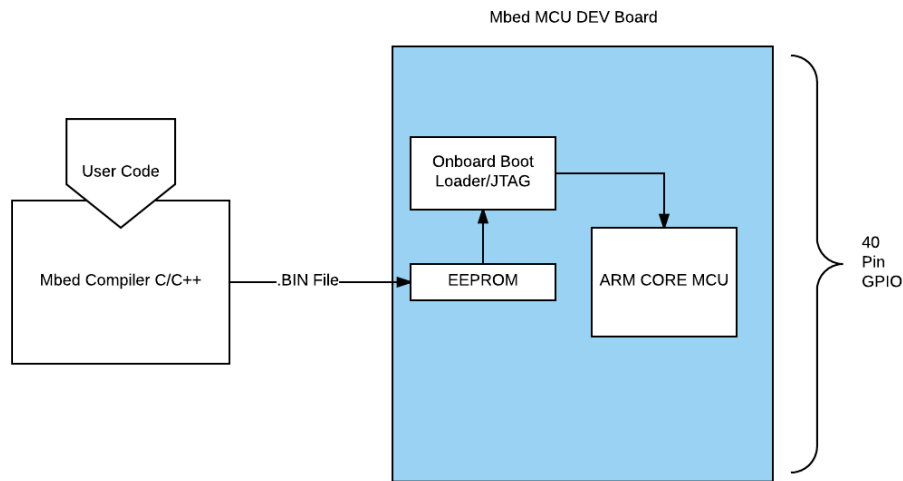 Mbed MCU DEV Board
User Code
Mbed Compiler C/C++
.BIN File
Onboard Boot
Loader/JTAG
EEPROM
ARM CORE MCU
40
Pin
GPIO